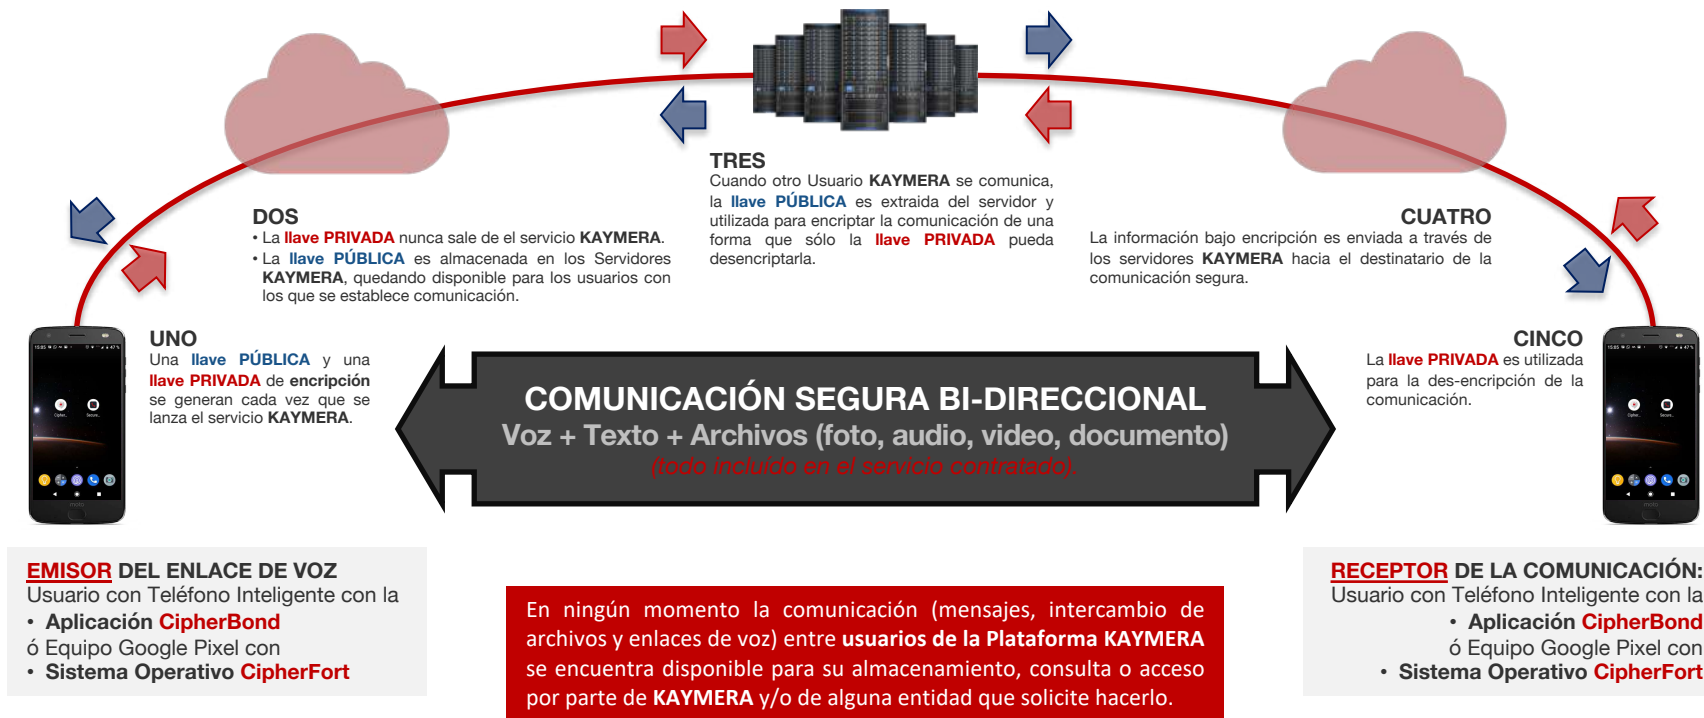 TRES
Cuando otro Usuario KAYMERA se comunica,
la llave PÚBLICA es extraida del servidor y
utilizada para encriptar la comunicación de una
forma que sólo la llave PRIVADA pueda
desencriptarla.
DOS
• La llave PRIVADA nunca sale de el servicio KAYMERA.
• La llave PÚBLICA es almacenada en los Servidores
KAYMERA, quedando disponible para los usuarios con
los que se establece comunicación.
CUATRO
La información bajo encripción es enviada a través de
los servidores KAYMERA hacia el destinatario de la
comunicación segura.
UNO
Una llave PÚBLICA y una
llave PRIVADA de encripción
se generan cada vez que se
lanza el servicio KAYMERA.
CINCO
La llave PRIVADA es utilizada
para la des-encripción de la
comunicación.
COMUNICACIÓN SEGURA BI-DIRECCIONAL
Voz + Texto + Archivos (foto, audio, video, documento)
(todo incluído en el servicio contratado).
moto
moto
EMISOR DEL ENLACE DE VOZ
Usuario con Teléfono Inteligente con la
• Aplicación CipherBond
ó Equipo Google Pixel con
• Sistema Operativo CipherFort
En ningún momento la comunicación (mensajes, intercambio de
archivos y enlaces de voz) entre usuarios de la Plataforma KAYMERA
se encuentra disponible para su almacenamiento, consulta o acceso
por parte de KAYMERA y/o de alguna entidad que solicite hacerlo.
RECEPTOR DE LA COMUNICACIÓN:
Usuario con Teléfono Inteligente con la
• Aplicación CipherBond
ó Equipo Google Pixel con
• Sistema Operativo CipherFort